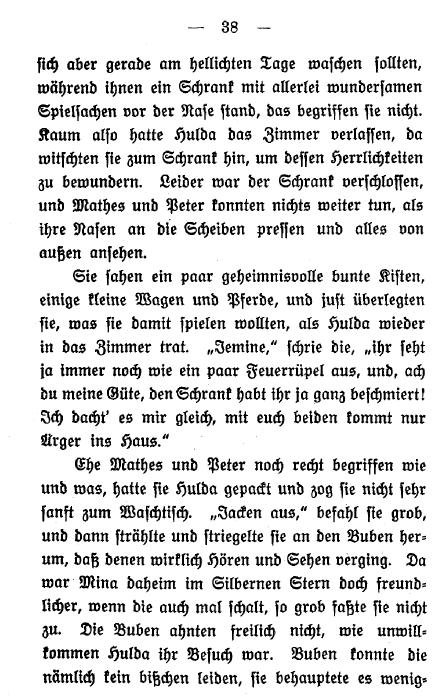 — 38 —
sich aber gerade am hellichten Tage waschen sollten,
während ihnen ein Schrank mit allerlei wundersamen
Spielsachen vor der Nase stand, das begriffen sie nicht.
Kaum also hatte Hulda das Zimmer verlassen, da
witschten sie zum Schrank hin, um dessen Herrlichkeiten
zu bewundern. Leider war der Schrank verschlossen,
und Mathes und Peter konnten nichts weiter tun, als
ihre Nasen an die Scheiben pressen und alles von
außen ansehen.
Sie sahen ein paar geheimnisvolle bunte Kisten,
einige kleine Wagen und Pferde, und just überlegten
sie, was sie damit spielen wollten, als Hulda wieder
in das Zimmer trat. „Jemine,“ schrie die, „ihr seht
ja immer noch wie ein paar Feuerrüpel aus, und, ach
du meine Güte, den Schrank habt ihr ja ganz beschmiert!
Ich dacht' es mir gleich, mit euch beiden kommt nur
Ärger ins Haus.“
Ehe Mathes und Peter noch recht begriffen wie
und was, hatte sie Hulda gepackt und zog sie nicht sehr
sanft zum Waschtisch. „Jacken aus,“ befahl sie grob,
und dann strählte und striegelte sie an den Buben her-
um, daß denen wirklich Hören und Sehen verging. Da
war Mina daheim im Silbernen Stern doch freund-
licher, wenn die auch mal schalt, so grob faßte sie nicht
zu. Die Buben ahnten freilich nicht, wie unwill-
kommen Hulda ihr Besuch war. Buben konnte die
nämlich kein bißchen leiden, sie behauptete es wenig-